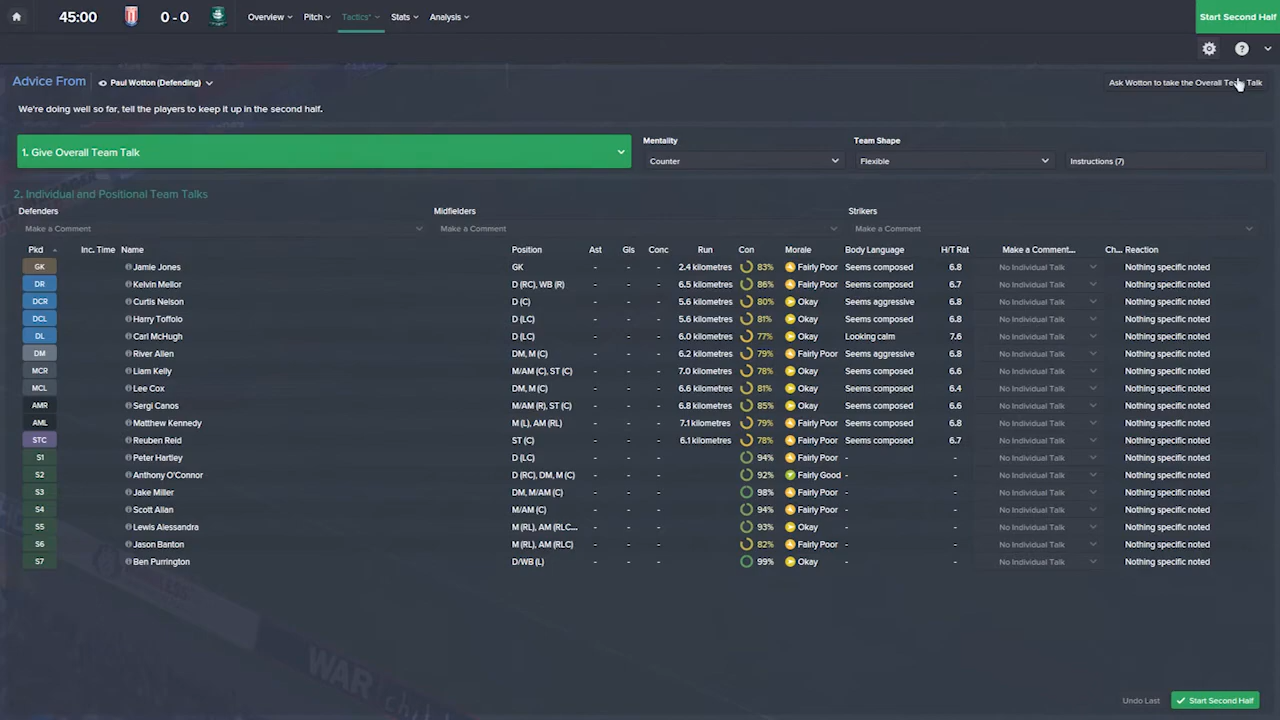 45:00 0 - 0 Overview Pitch Tactics* Stats Analysis Start Second Half
Advice From Paul Wotton (Defending) Ask Wotton to take the Overall Team Talk
We're doing well so far, tell the players to keep it up in the second half.
1. Give Overall Team Talk
Mentality Team Shape
Counter Flexible Instructions (7)
2. Individual and Positional Team Talks
Defenders Midfielders Strikers
Make a Comment Make a Comment Make a Comment
Pkd Inc. Time Name Position Ast Gls Conc Run Con Morale Body Language H/T Rat Make a Comment... Ch... Reaction
GK Jamie Jones GK - - - 2.4 kilometres 83% Fairly Poor Seems composed 6.8 No Individual Talk Nothing specific noted
DR Kelvin Mellor D (RC), WB (R) - - - 6.5 kilometres 86% Fairly Poor Seems composed 6.7 No Individual Talk Nothing specific noted
DCR Curtis Nelson D (C) - - - 5.6 kilometres 80% Okay Seems aggressive 6.8 No Individual Talk Nothing specific noted
DCL Harry Toffolo D (LC) - - - 5.6 kilometres 81% Okay Seems composed 6.8 No Individual Talk Nothing specific noted
DL Carl McHugh D (LC) - - - 6.0 kilometres 77% Okay Looking calm 7.6 No Individual Talk Nothing specific noted
DM River Allen DM, M (C) - - - 6.2 kilometres 79% Fairly Poor Seems aggressive 6.8 No Individual Talk Nothing specific noted
MCR Liam Kelly M/AM (C), ST (C) - - - 7.0 kilometres 78% Okay Seems composed 6.6 No Individual Talk Nothing specific noted
MCL Lee Cox DM, M (C) - - - 6.6 kilometres 81% Okay Seems composed 6.4 No Individual Talk Nothing specific noted
AMR Sergi Canos M/AM (R), ST (C) - - - 6.8 kilometres 85% Okay Seems composed 6.6 No Individual Talk Nothing specific noted
AML Matthew Kennedy M (L), AM (RL) - - - 7.1 kilometres 79% Fairly Poor Seems composed 6.8 No Individual Talk Nothing specific noted
STC Reuben Reid ST (C) - - - 6.1 kilometres 78% Fairly Poor Seems composed 6.7 No Individual Talk Nothing specific noted
S1 Peter Hartley D (LC) - - - 94% Fairly Poor - - No Individual Talk Nothing specific noted
S2 Anthony O'Connor D (RC), DM, M (C) - - - 92% Fairly Good - - No Individual Talk Nothing specific noted
S3 Jake Miller DM, M/AM (C) - - - 98% Fairly Poor - - No Individual Talk Nothing specific noted
S4 Scott Allan M/AM (C) - - - 94% Fairly Poor - - No Individual Talk Nothing specific noted
S5 Lewis Alessandra M (RL), AM (RLC... - - - 93% Okay - - No Individual Talk Nothing specific noted
S6 Jason Banton M (RL), AM (RLC) - - - 82% Fairly Poor - - No Individual Talk Nothing specific noted
S7 Ben Purrington D/WB (L) - - - 99% Okay - - No Individual Talk Nothing specific noted
WAR
Undo Last Start Second Half